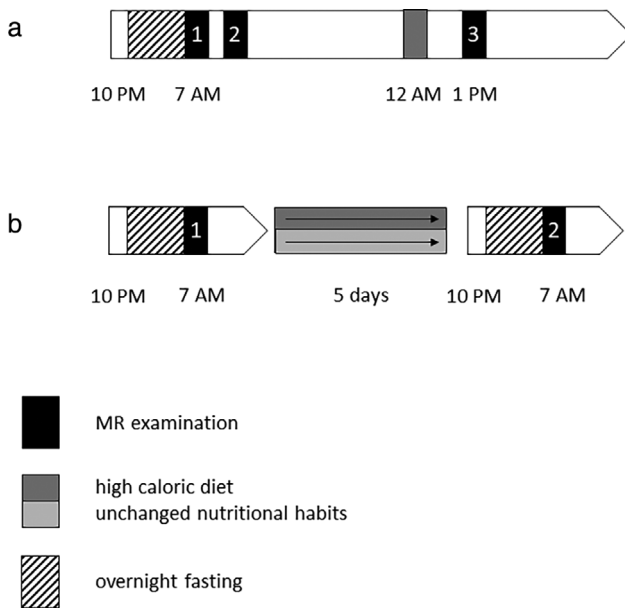 a
1 2 3
10 PM 7 AM 12 AM 1 PM
b
1 2
10 PM 7 AM 5 days 10 PM 7 AM
MR examination
high caloric diet
unchanged nutritional habits
overnight fasting